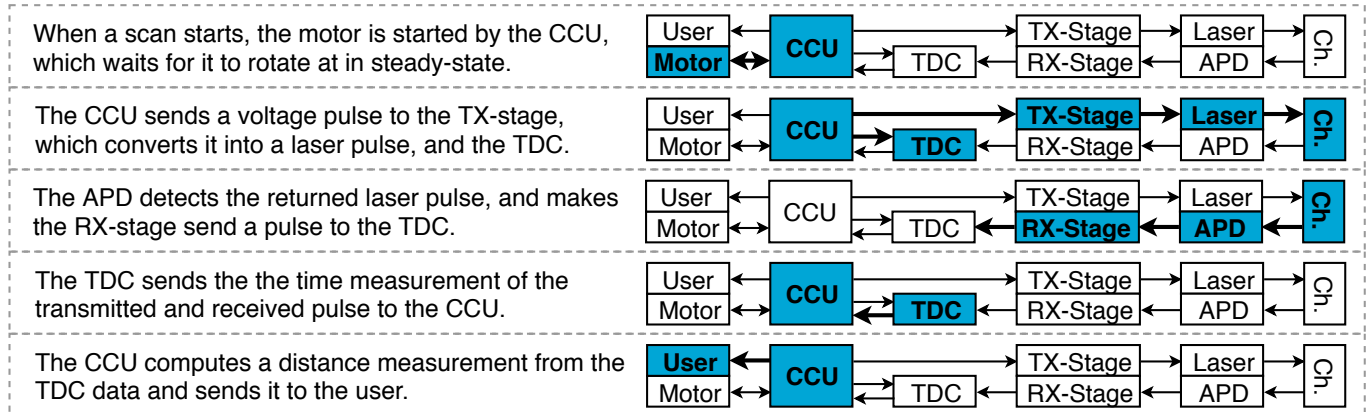 When a scan starts, the motor is started by the CCU,
which waits for it to rotate at in steady-state.
User
Motor
CCU
TDC
TX-Stage
RX-Stage
Laser
APD
Ch.
The CCU sends a voltage pulse to the TX-stage,
which converts it into a laser pulse, and the TDC.
User
Motor
CCU
TDC
TX-Stage
RX-Stage
Laser
APD
Ch.
The APD detects the returned laser pulse, and makes
the RX-stage send a pulse to the TDC.
User
Motor
CCU
TDC
TX-Stage
RX-Stage
Laser
APD
Ch.
The TDC sends the the time measurement of the
transmitted and received pulse to the CCU.
User
Motor
CCU
TDC
TX-Stage
RX-Stage
Laser
APD
Ch.
The CCU computes a distance measurement from the
TDC data and sends it to the user.
User
Motor
CCU
TDC
TX-Stage
RX-Stage
Laser
APD
Ch.